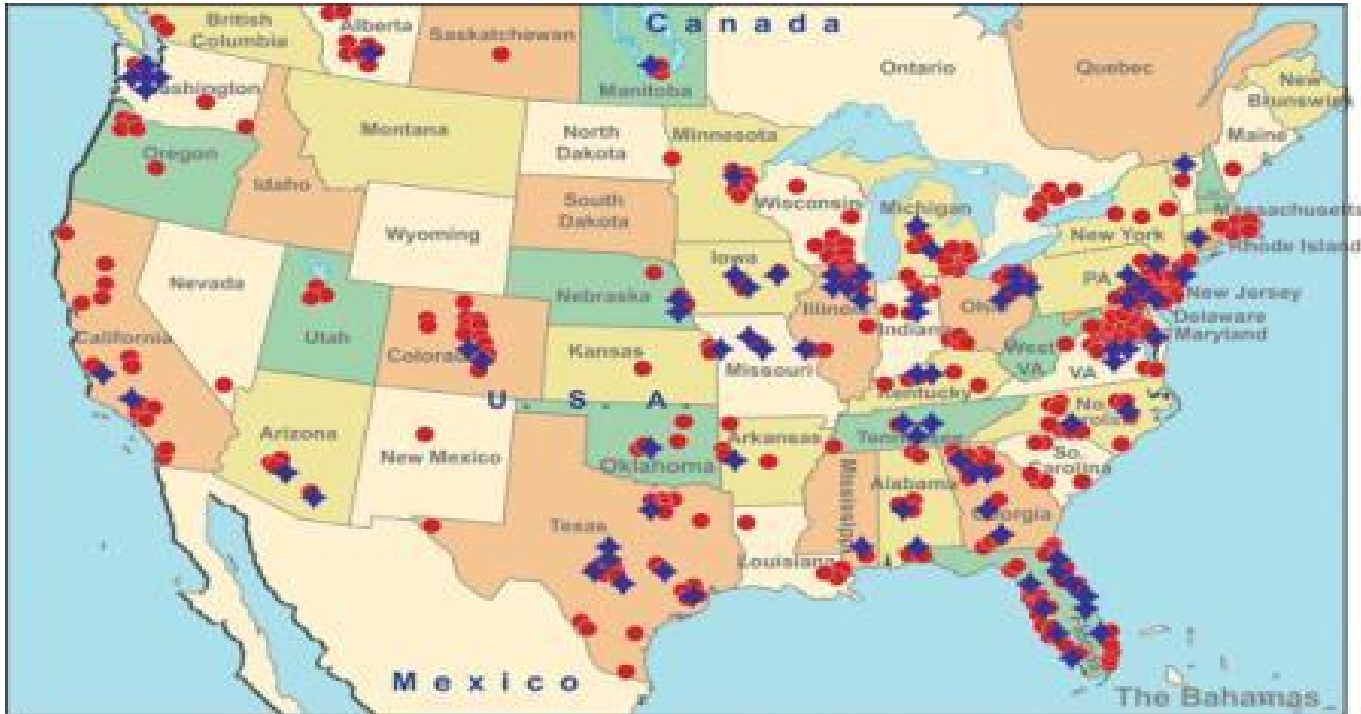 Canada
British
Columbia
Alberta
Saskatchewan
Manitoba
Ontario
Quebec
New
Brunswick
Maine
Washington
Montana
North
Dakota
Minnesota
Oregon
Idaho
South
Dakota
Wisconsin
Michigan
Massachusetts
Wyoming
New York
Rhode Island
Iowa
Nevada
Nebraska
PA
New Jersey
Illinois
Ohio
Indiana
Delaware
Maryland
California
Utah
Colorado
Kansas
Missouri
West
VA
VA
Kentucky
U. S. A.
No.
Arizona
New Mexico
Oklahoma
Arkansas
Tennessee
So.
Carolina
Mississippi
Alabama
Georgia
Texas
Louisiana
Mexico
The Bahamas